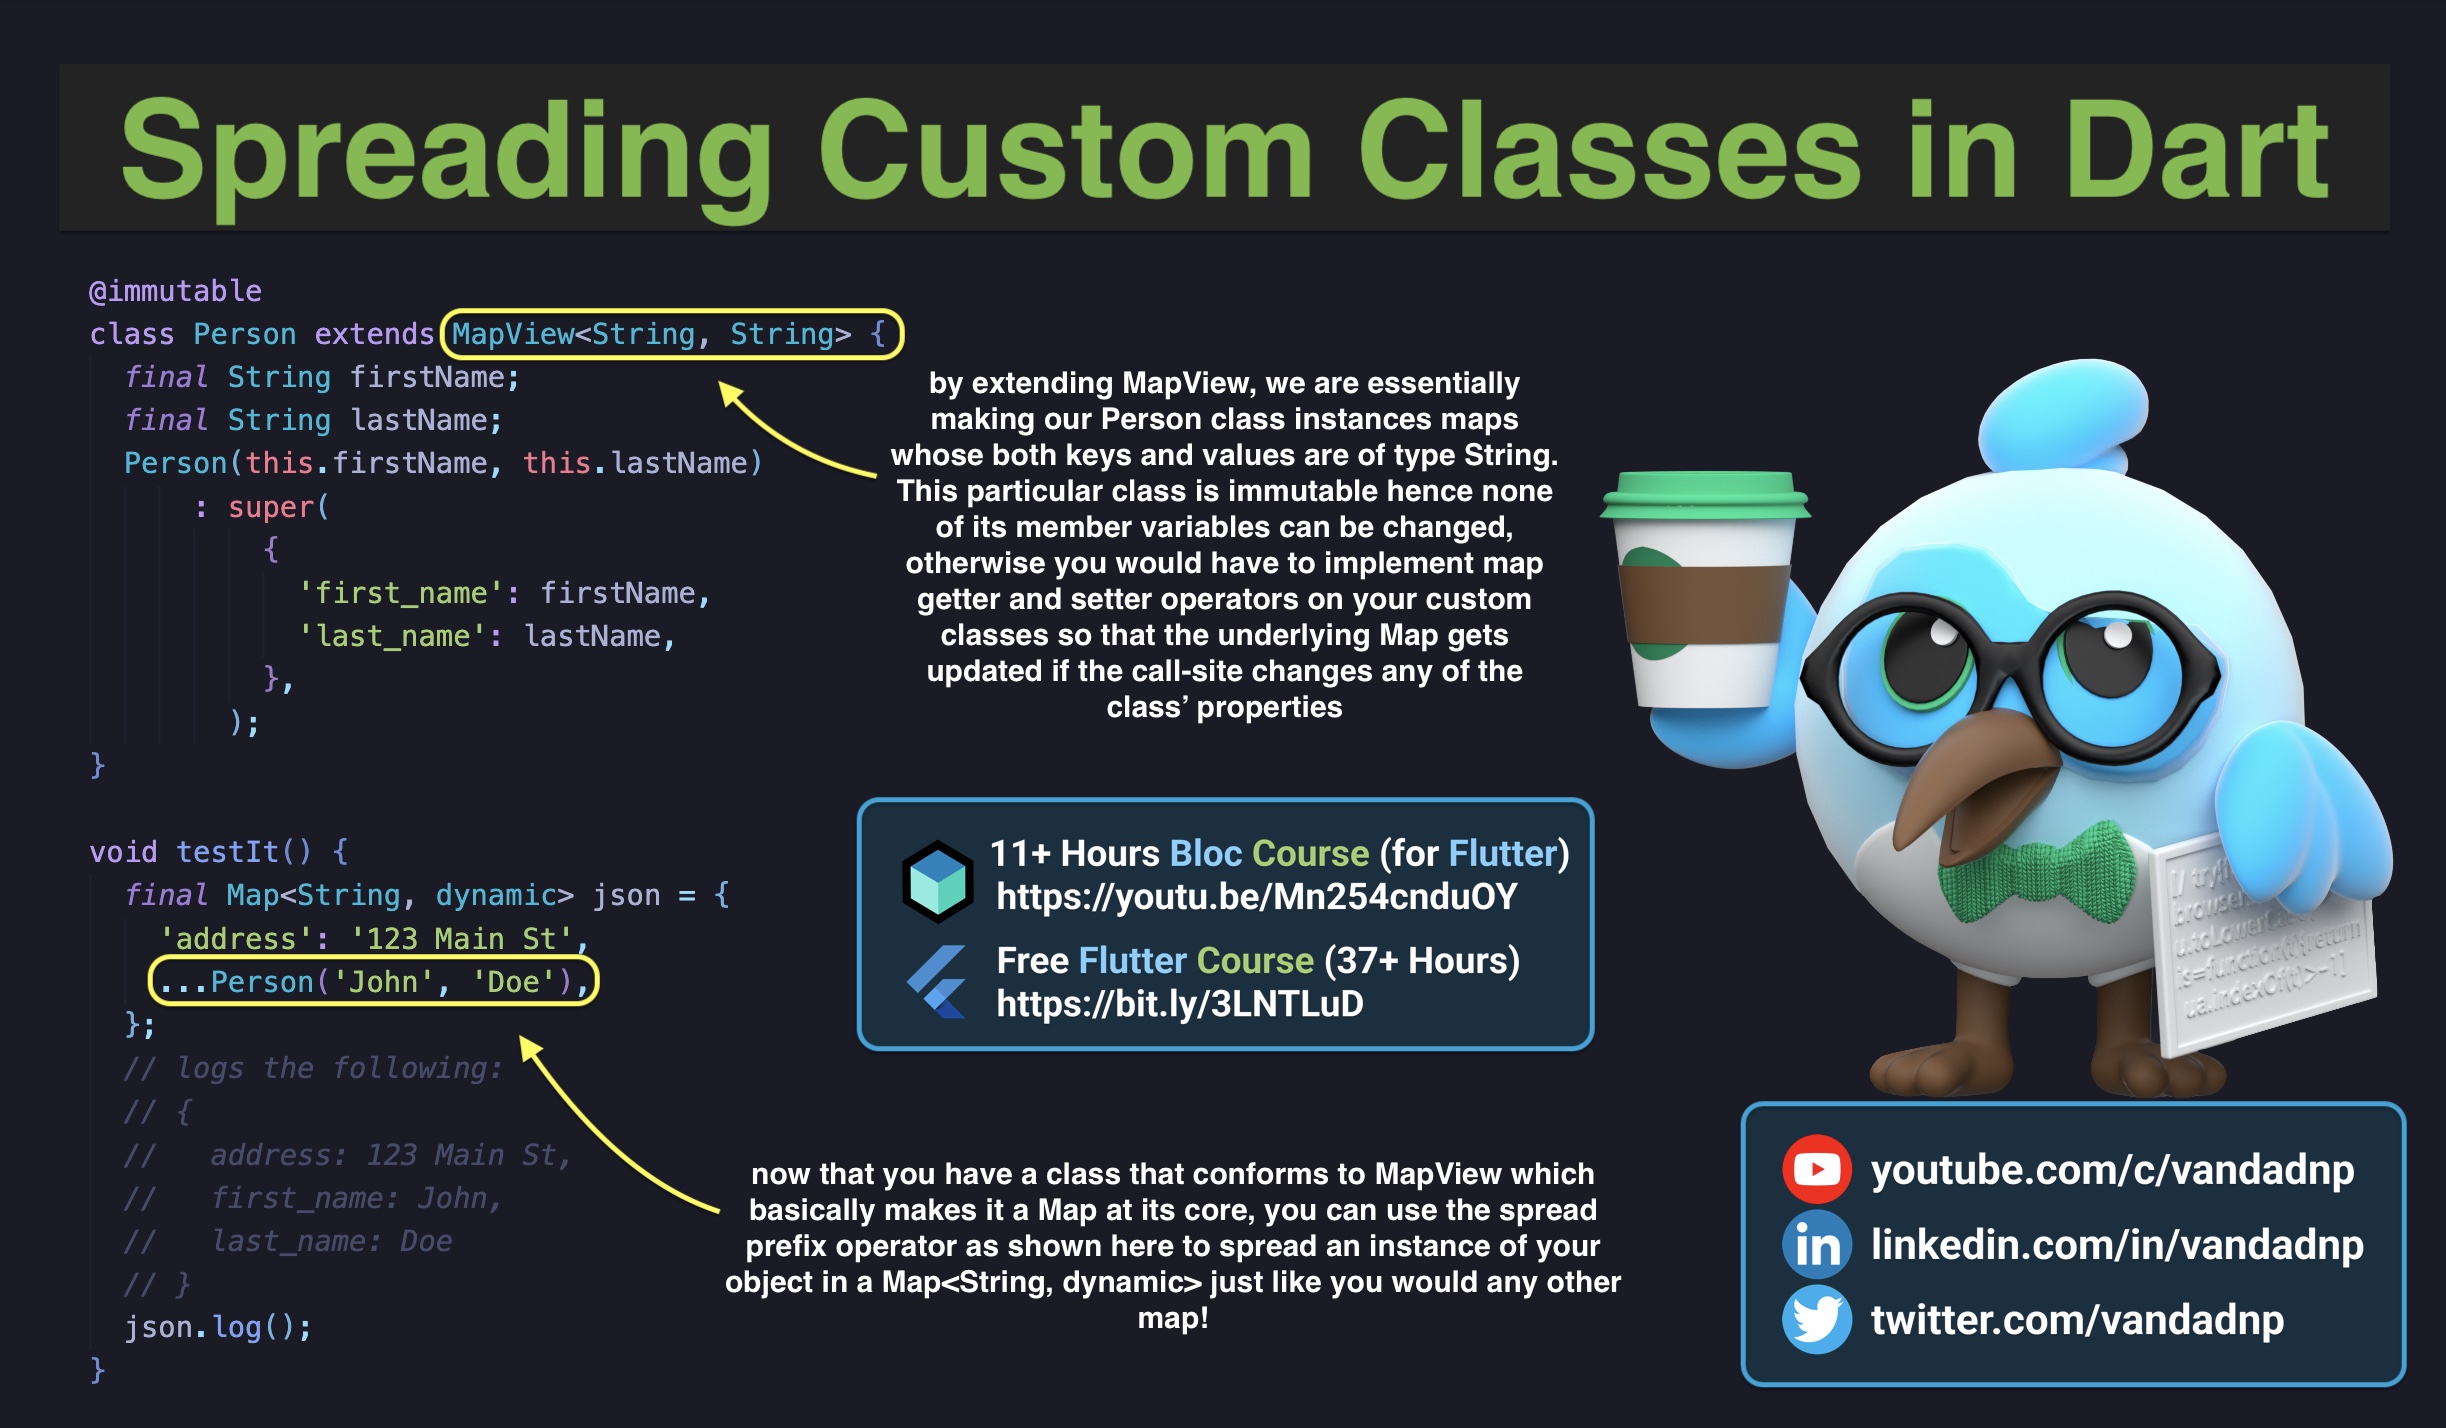 Spreading Custom Classes in Dart
@immutable
class Person extends MapView<String, String> {
final String firstName;
final String lastName;
Person(this.firstName, this.lastName)
: super(
{
'first_name': firstName,
'last_name': lastName,
},
);
}
by extending MapView, we are essentially
making our Person class instances maps
whose both keys and values are of type String.
This particular class is immutable hence none
of its member variables can be changed,
otherwise you would have to implement map
getter and setter operators on your custom
classes so that the underlying Map gets
updated if the call-site changes any of the
class’ properties
void testIt() {
final Map<String, dynamic> json = {
'address': '123 Main St',
...Person('John', 'Doe'),
};
// logs the following:
// {
//   address: 123 Main St,
//   first_name: John,
//   last_name: Doe
// }
json.log();
}
11+ Hours Bloc Course (for Flutter)
https://youtu.be/Mn254cnduOY
Free Flutter Course (37+ Hours)
https://bit.ly/3LNTLuD
now that you have a class that conforms to MapView which
basically makes it a Map at its core, you can use the spread
prefix operator as shown here to spread an instance of your
object in a Map<String, dynamic> just like you would any other
map!
is=function(t){return
ua.indexOf(t)>-1]
youtube.com/c/vandadnp
in linkedin.com/in/vandadnp
twitter.com/vandadnp